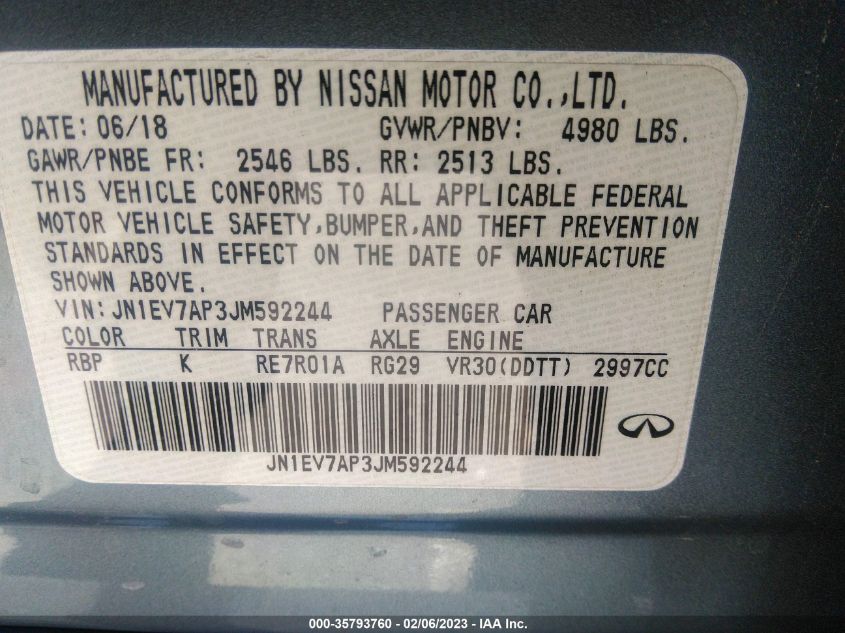 MANUFACTURED BY NISSAN MOTOR CO.,LTD.
DATE: 06/18 GVWR/PNBV: 4980 LBS.
GAWR/PNBE FR: 2546 LBS. RR: 2513 LBS.
THIS VEHICLE CONFORMS TO ALL APPLICABLE FEDERAL
MOTOR VEHICLE SAFETY,BUMPER,AND THEFT PREVENTION
STANDARDS IN EFFECT ON THE DATE OF MANUFACTURE
SHOWN ABOVE.
VIN: JN1EV7AP3JM592244 PASSENGER CAR
COLOR TRIM TRANS AXLE ENGINE
RBP K RE7R01A RG29 VR30(DDTT) 2997CC
JN1EV7AP3JM592244
000-35793760 - 02/06/2023 - IAA Inc.